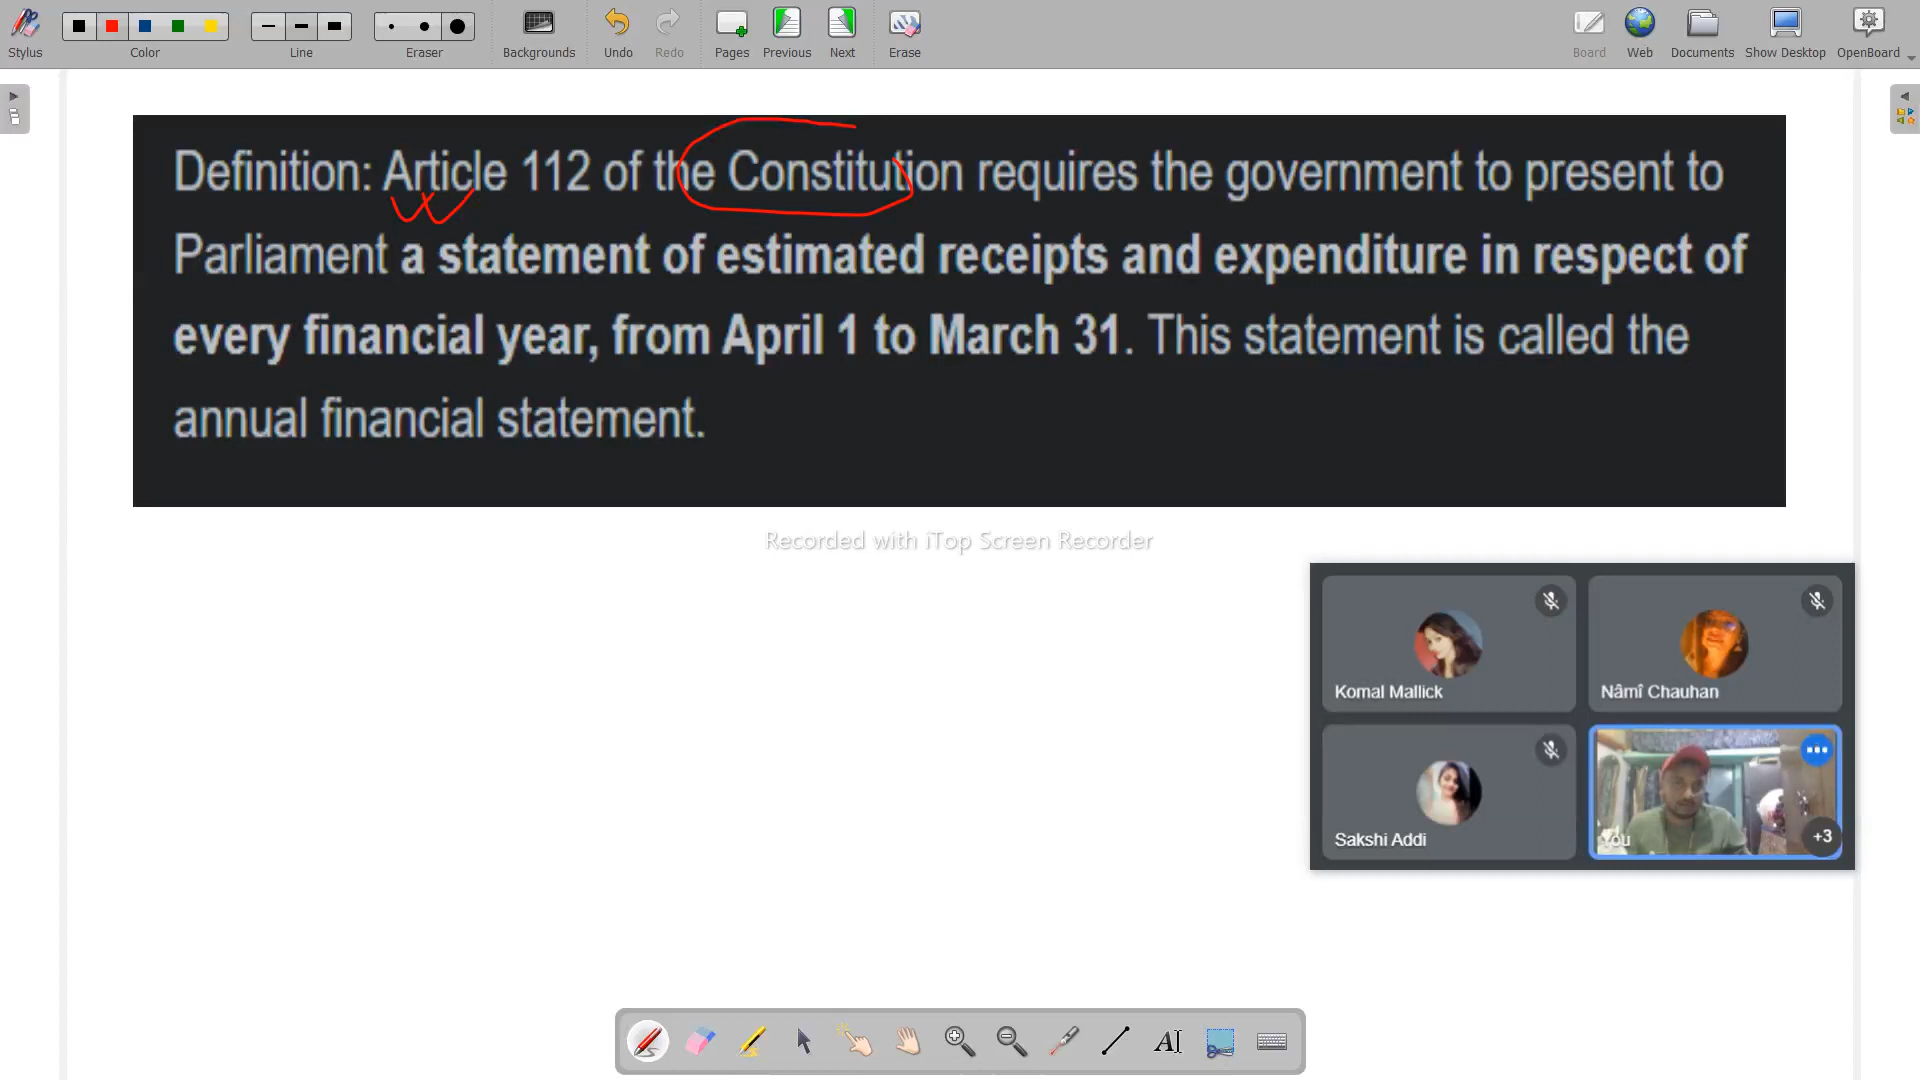 Stylus
Color
Line
Eraser
Backgrounds
Undo
Redo
Pages
Previous
Next
Erase
Board
Web
Documents
Show Desktop
OpenBoard
Definition: Article 112 of the Constitution requires the government to present to
Parliament a statement of estimated receipts and expenditure in respect of
every financial year, from April 1 to March 31. This statement is called the
annual financial statement.
Recorded with iTop Screen Recorder
Komal Mallick
Nâmî Chauhan
Sakshi Addi
You
+3
A